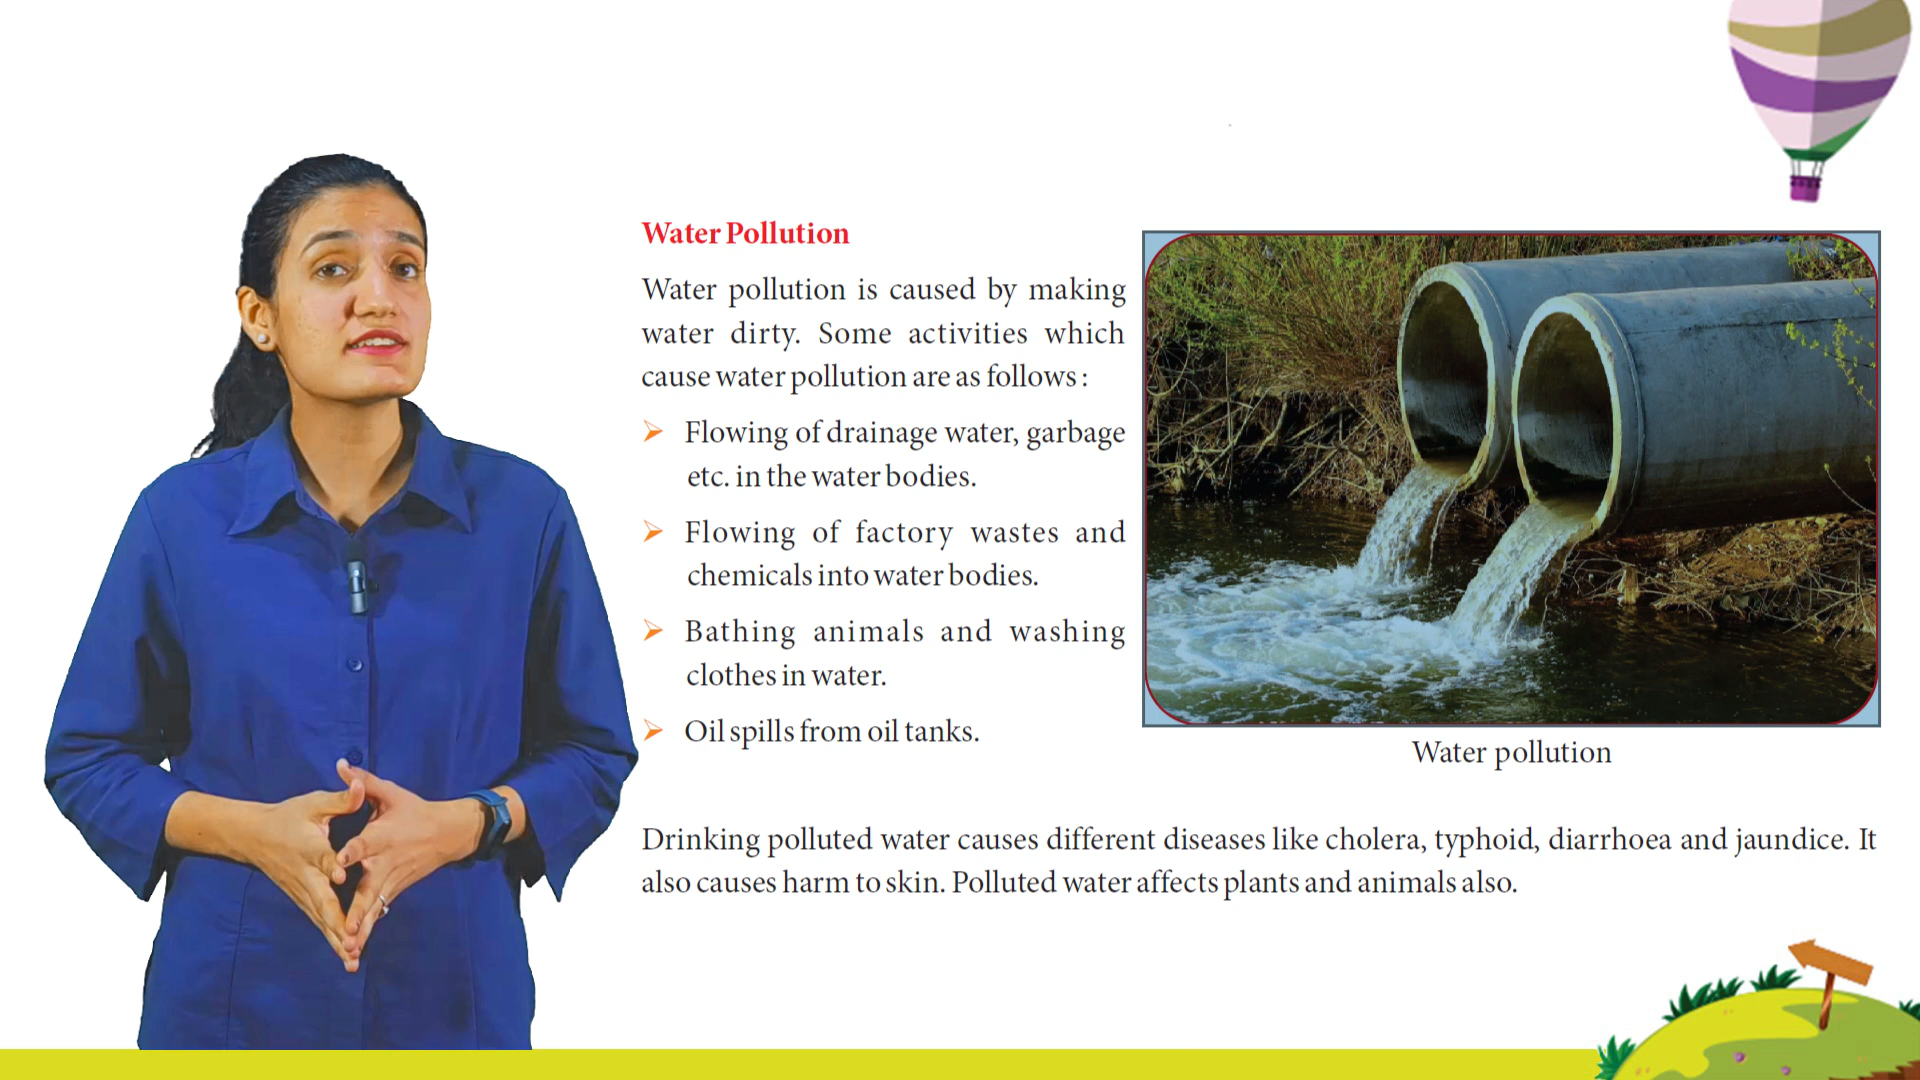 Water Pollution
Water pollution is caused by making
water dirty. Some activities which
cause water pollution are as follows :
➢ Flowing of drainage water, garbage
etc. in the water bodies.
➢ Flowing of factory wastes and
chemicals into water bodies.
➢ Bathing animals and washing
clothes in water.
➢ Oil spills from oil tanks.
Water pollution
Drinking polluted water causes different diseases like cholera, typhoid, diarrhoea and jaundice. It
also causes harm to skin. Polluted water affects plants and animals also.